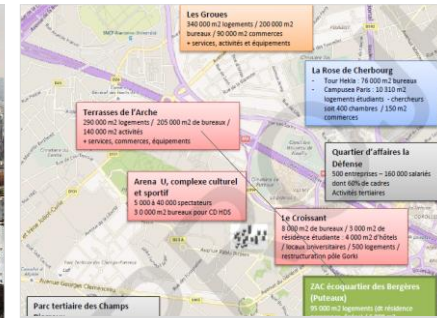 Les Groues
340 000 m2 logements / 200 000 m2
bureaux / 90 000 m2 commerces
+ services, activités et équipements
La Rose de Cherbourg
- Tour Hekla : 76 000 m2 bureaux
- Campusea Paris : 10 310 m2
logements étudiants - chercheurs
soit 400 chambres / 150 m2
commerces
Terrasses de l'Arche
290 000 m2 logements / 205 000 m2 de bureaux /
140 000 m2 activités
+ services, commerces, équipements
Quartier d'affaires la
Défense
500 entreprises – 160 000 salariés
dont 60% de cadres
Activités tertiaires
Arena U, complexe culturel
et sportif
5 000 à 40 000 spectateurs
3 0 000 m2 bureaux pour CD HDS
Le Croissant
8 000 m2 de bureaux / 3 000 m2 de
résidence étudiante : 4 000 m2 d'hôtels
/ locaux universitaires / 500 logements /
restructuration pôle Gorki
ZAC écoquartier des Bergères
(Puteaux)
95 000 m2 logements (dt résidence
Parc tertiaire des Champs